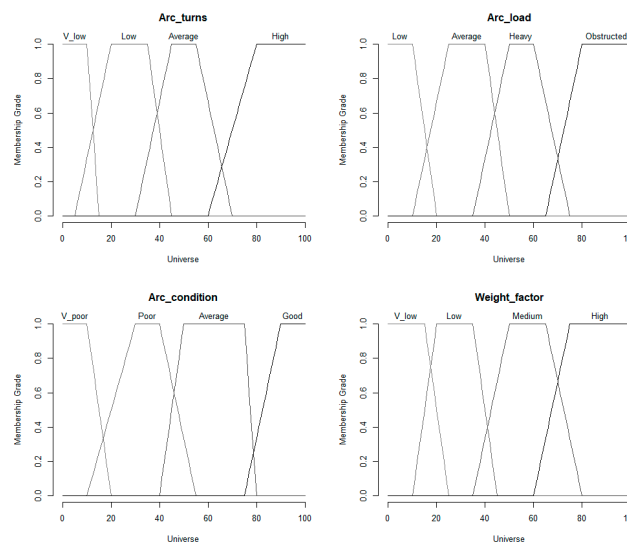 Arc_turns
V_low Low Average High
Membership Grade
0.0 0.2 0.4 0.6 0.8 1.0
0 20 40 60 80 100
Universe
Arc_load
Low Average Heavy Obstructed
Membership Grade
0.0 0.2 0.4 0.6 0.8 1.0
0 20 40 60 80 100
Universe
Arc_condition
V_poor Poor Average Good
Membership Grade
0.0 0.2 0.4 0.6 0.8 1.0
0 20 40 60 80 100
Universe
Weight_factor
V_low Low Medium High
Membership Grade
0.0 0.2 0.4 0.6 0.8 1.0
0 20 40 60 80 100
Universe